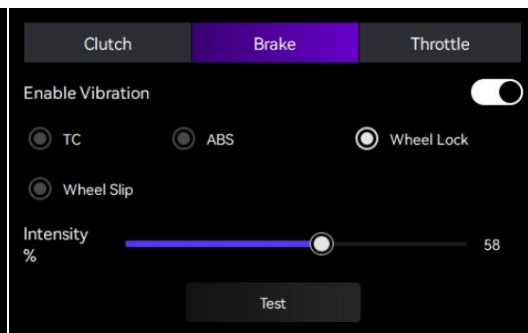 Clutch Brake Throttle
Enable Vibration
TC ABS Wheel Lock
Wheel Slip
Intensity
%
58
Test